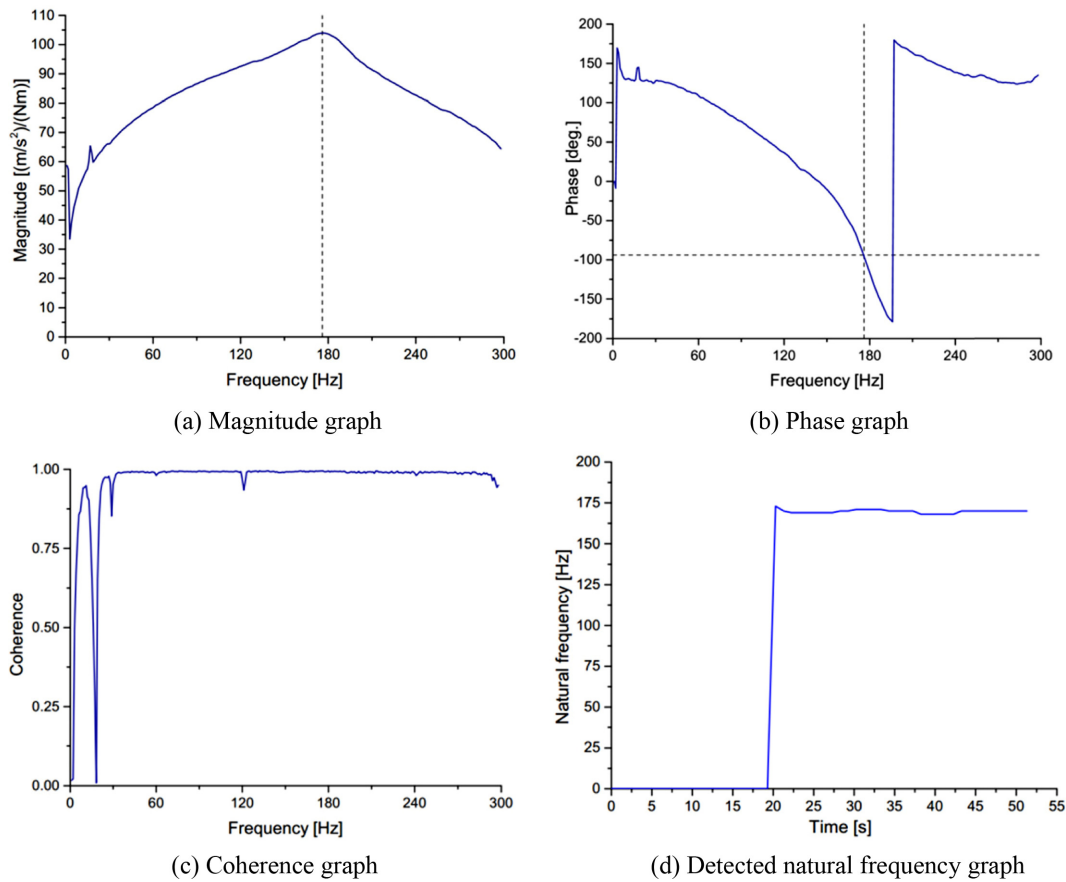 110
100
90
80
70
60
50
40
30
20
10
0
Magnitude [(m/s²)/(Nm)]
0 60 120 180 240 300
Frequency [Hz]
(a) Magnitude graph
200
150
100
50
0
-50
-100
-150
-200
Phase [deg.]
0 60 120 180 240 300
Frequency [Hz]
(b) Phase graph
1.00
0.75
0.50
0.25
0.00
Coherence
0 60 120 180 240 300
Frequency [Hz]
(c) Coherence graph
200
175
150
125
100
75
50
25
0
Natural frequency [Hz]
0 5 10 15 20 25 30 35 40 45 50 55
Time [s]
(d) Detected natural frequency graph